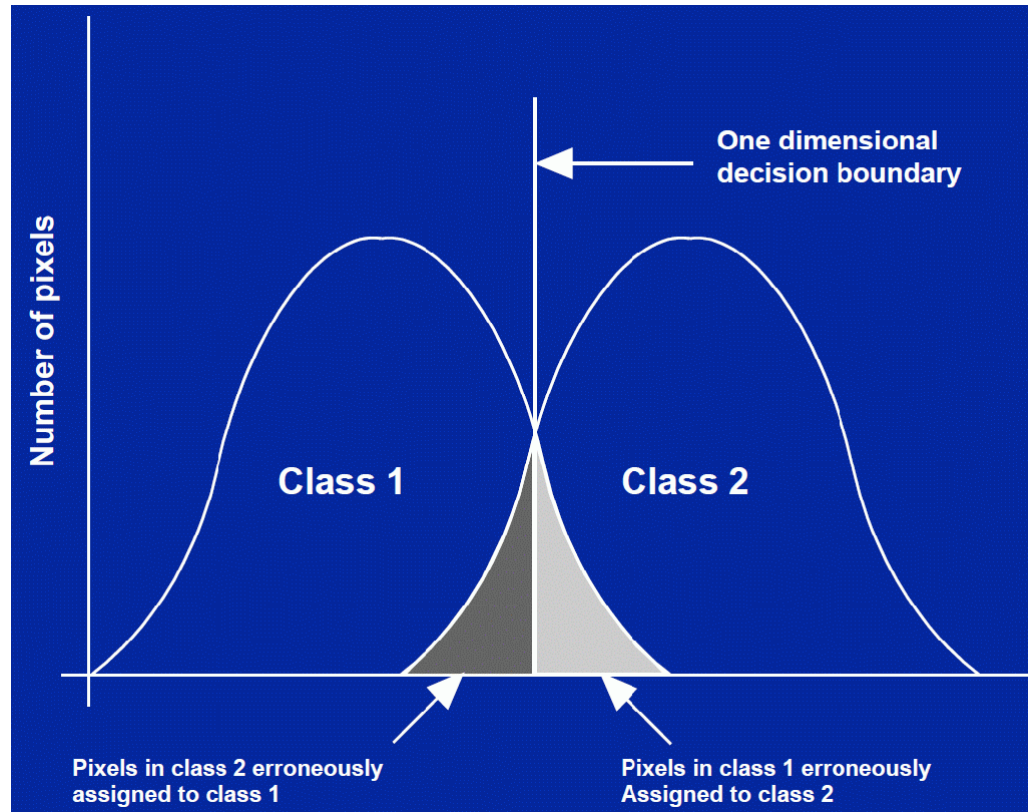 One dimensional
decision boundary
Number of pixels
Class 1
Class 2
Pixels in class 2 erroneously
assigned to class 1
Pixels in class 1 erroneously
Assigned to class 2